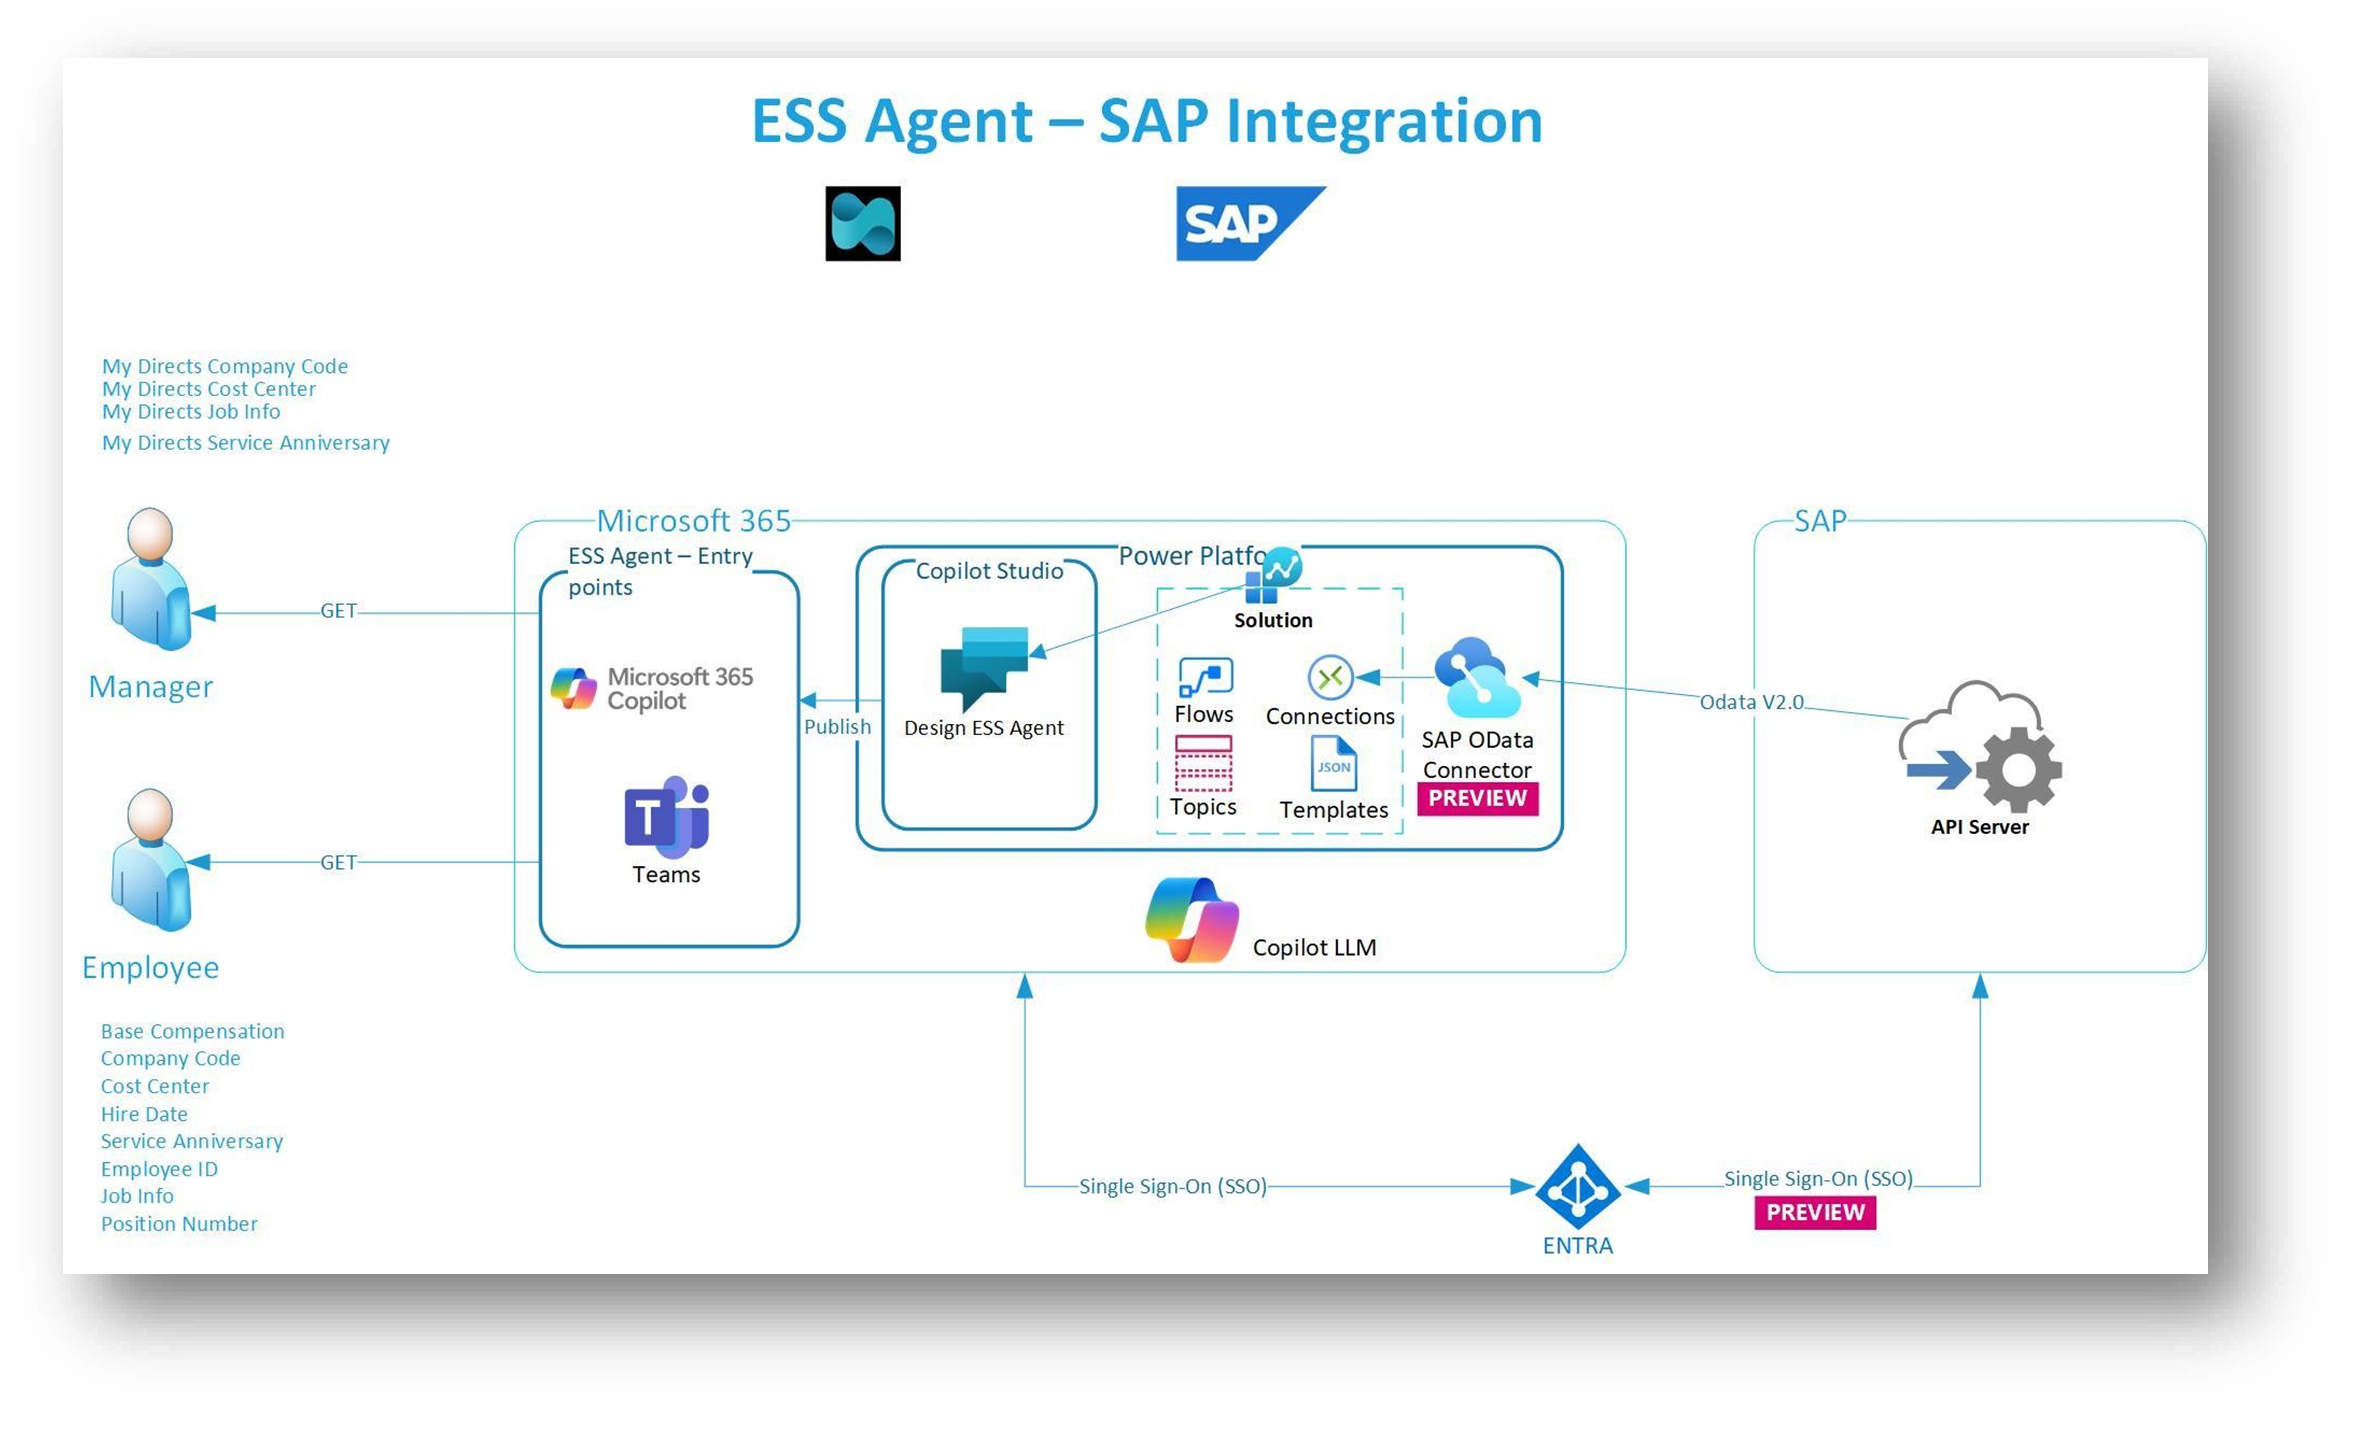 ESS Agent – SAP Integration
SAP
My Directs Company Code
My Directs Cost Center
My Directs Job Info
My Directs Service Anniversary
Manager
GET
Employee
GET
Base Compensation
Company Code
Cost Center
Hire Date
Service Anniversary
Employee ID
Job Info
Position Number
Microsoft 365
ESS Agent – Entry
points
Microsoft 365
Copilot
T
Teams
Publish
Power Platfo
Copilot Studio
Design ESS Agent
Solution
Flows
Connections
Topics
JSON
Templates
SAP OData
Connector
PREVIEW
Copilot LLM
Odata V2.0
SAP
API Server
Single Sign-On (SSO)
ENTRA
Single Sign-On (SSO)
PREVIEW